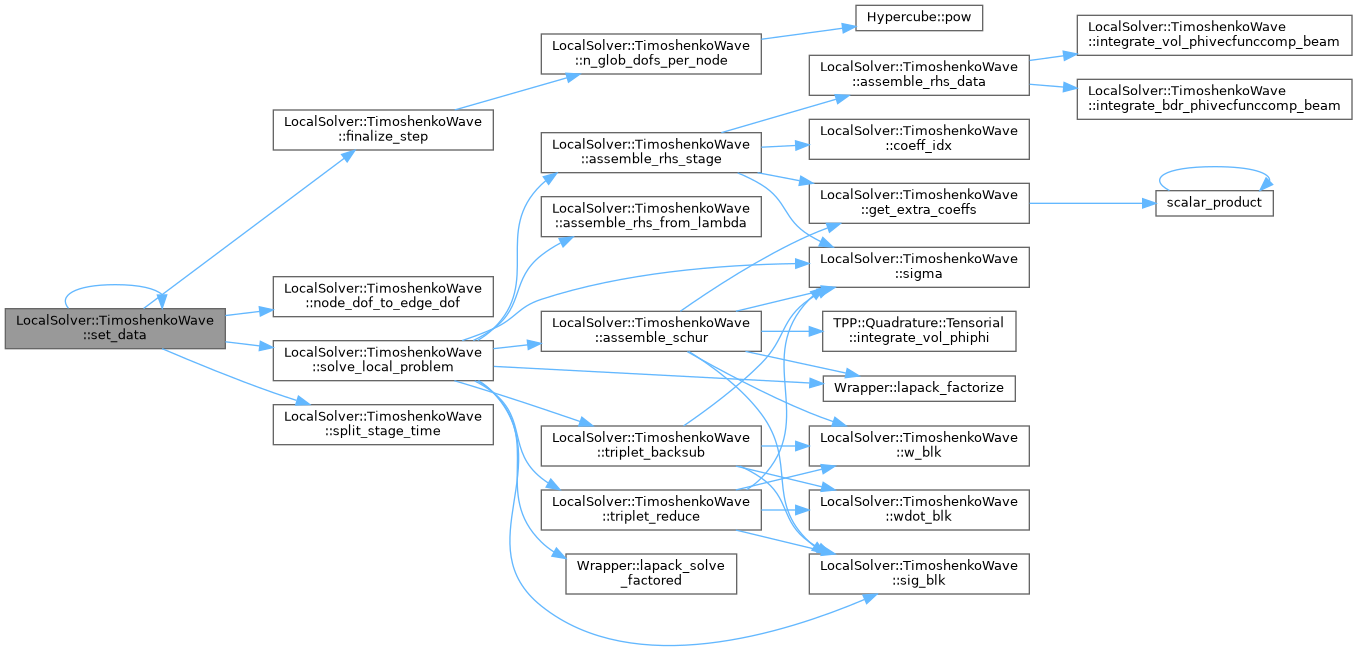 LocalSolver::TimoshenkoWave
::set_data
LocalSolver::TimoshenkoWave
::finalize_step
LocalSolver::TimoshenkoWave
::node_dof_to_edge_dof
LocalSolver::TimoshenkoWave
::solve_local_problem
LocalSolver::TimoshenkoWave
::split_stage_time
LocalSolver::TimoshenkoWave
::n_glob_dofs_per_node
LocalSolver::TimoshenkoWave
::assemble_rhs_stage
LocalSolver::TimoshenkoWave
::assemble_rhs_from_lambda
LocalSolver::TimoshenkoWave
::assemble_schur
LocalSolver::TimoshenkoWave
::triplet_backsub
LocalSolver::TimoshenkoWave
::triplet_reduce
Wrapper::lapack_solve
_factored
Hypercube::pow
LocalSolver::TimoshenkoWave
::assemble_rhs_data
LocalSolver::TimoshenkoWave
::coeff_idx
LocalSolver::TimoshenkoWave
::get_extra_coeffs
LocalSolver::TimoshenkoWave
::sigma
TPP::Quadrature::Tensorial
::integrate_vol_phiphi
Wrapper::lapack_factorize
LocalSolver::TimoshenkoWave
::w_blk
LocalSolver::TimoshenkoWave
::wdot_blk
LocalSolver::TimoshenkoWave
::sig_blk
LocalSolver::TimoshenkoWave
::integrate_vol_phivecfunccomp_beam
LocalSolver::TimoshenkoWave
::integrate_bdr_phivecfunccomp_beam
scalar_product